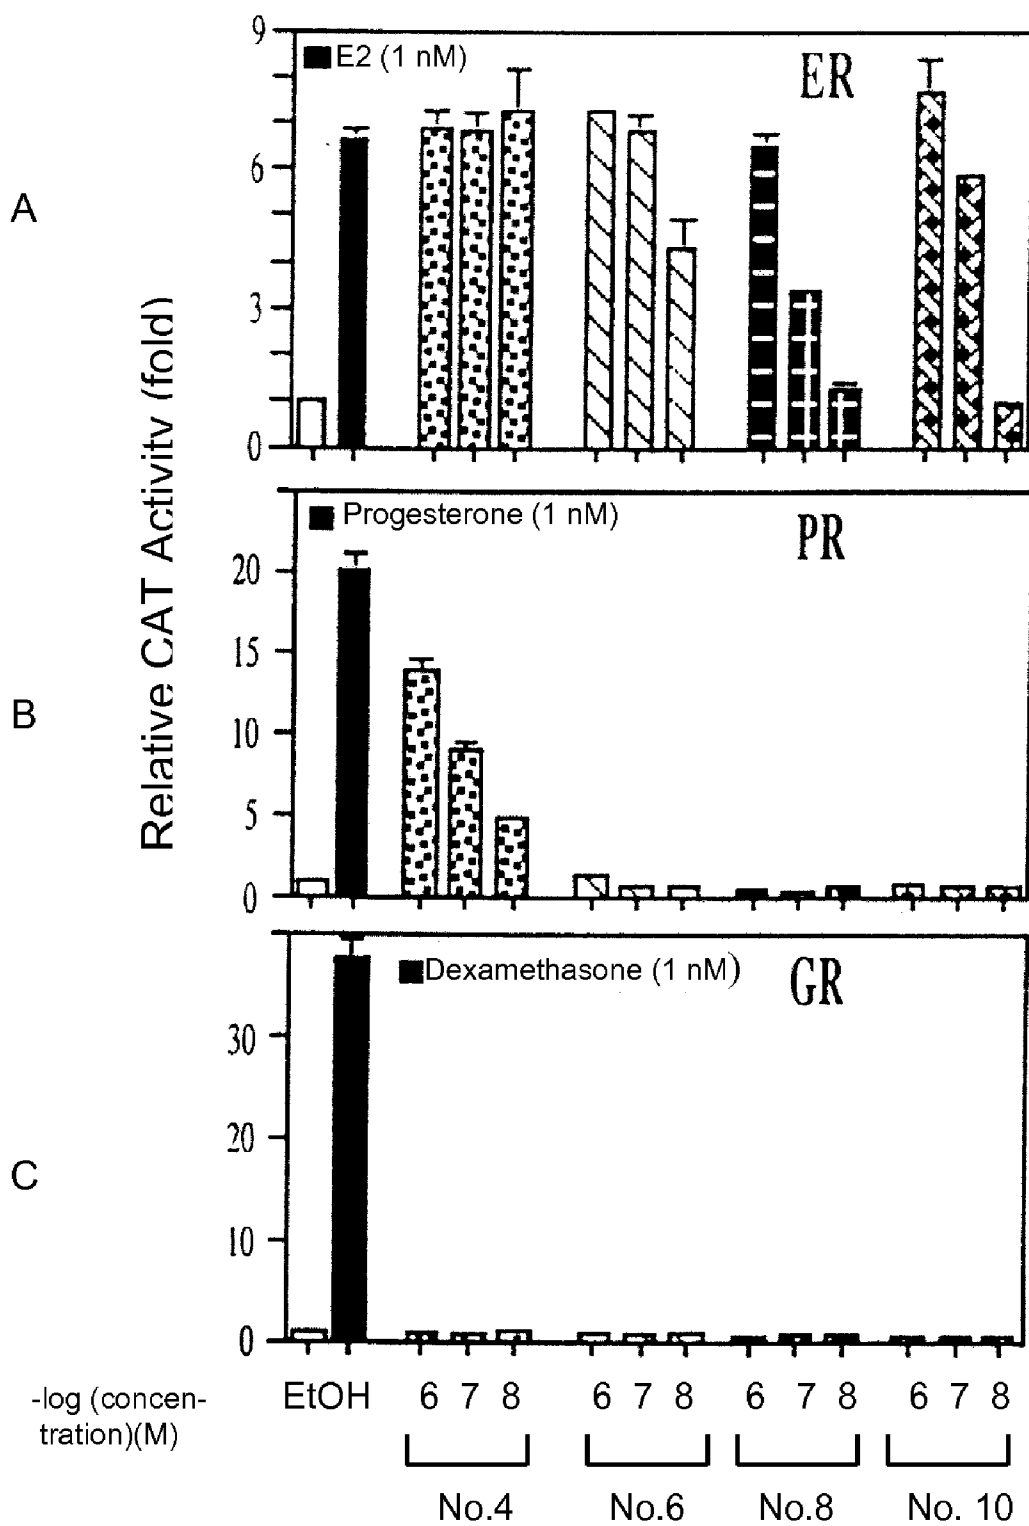 9
E2 (1 nM)
ER
6
A
3
0
Relative CAT Activity (fold)
Progesterone (1 nM)
PR
20
15
B
10
5
0
Dexamethasone (1 nM)
GR
30
20
C
10
0
-log (concen-
tration)(M)
EtOH 6 7 8 6 7 8 6 7 8 6 7 8
No.4 No.6 No.8 No. 10